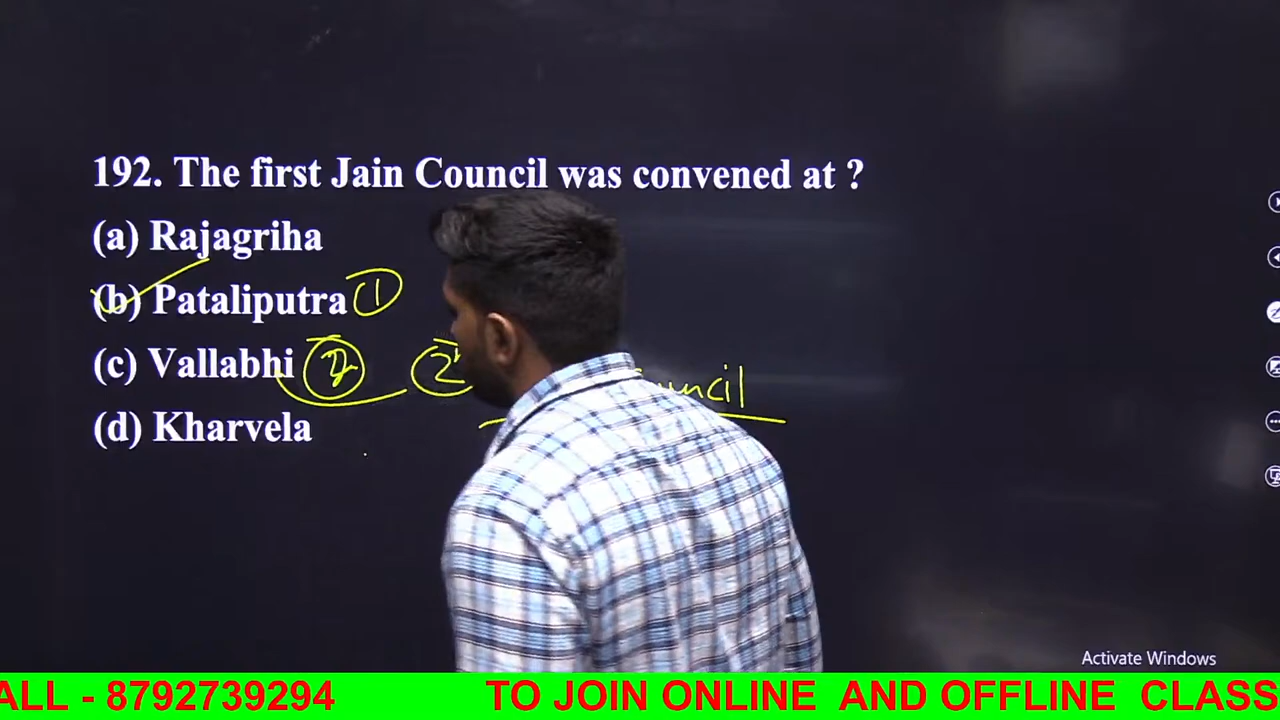 192. The first Jain Council was convened at ?
(a) Rajagriha
(b) Pataliputra 1
(c) Vallabhi 2 2
(d) Kharvela
Activate Windows
ALL - 8792739294 TO JOIN ONLINE AND OFFLINE CLASS